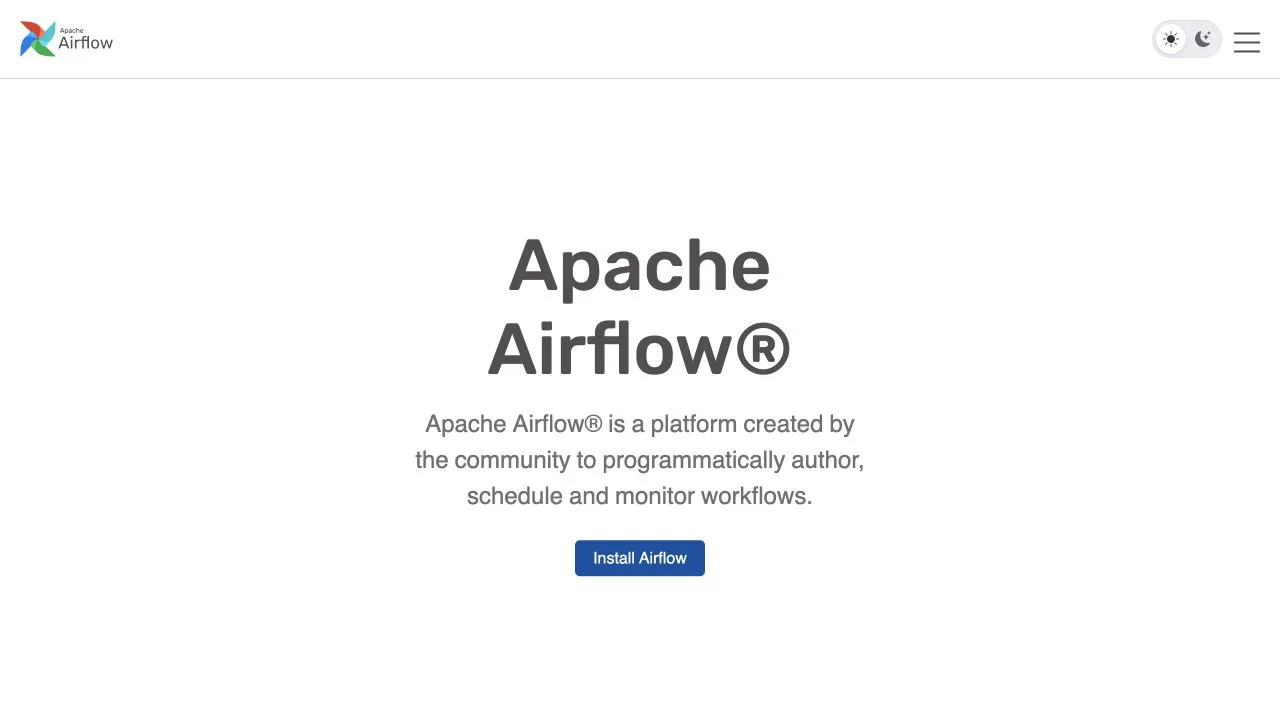 Apache
Airflow
Apache
Airflow®
Apache Airflow® is a platform created by
the community to programmatically author,
schedule and monitor workflows.
Install Airflow